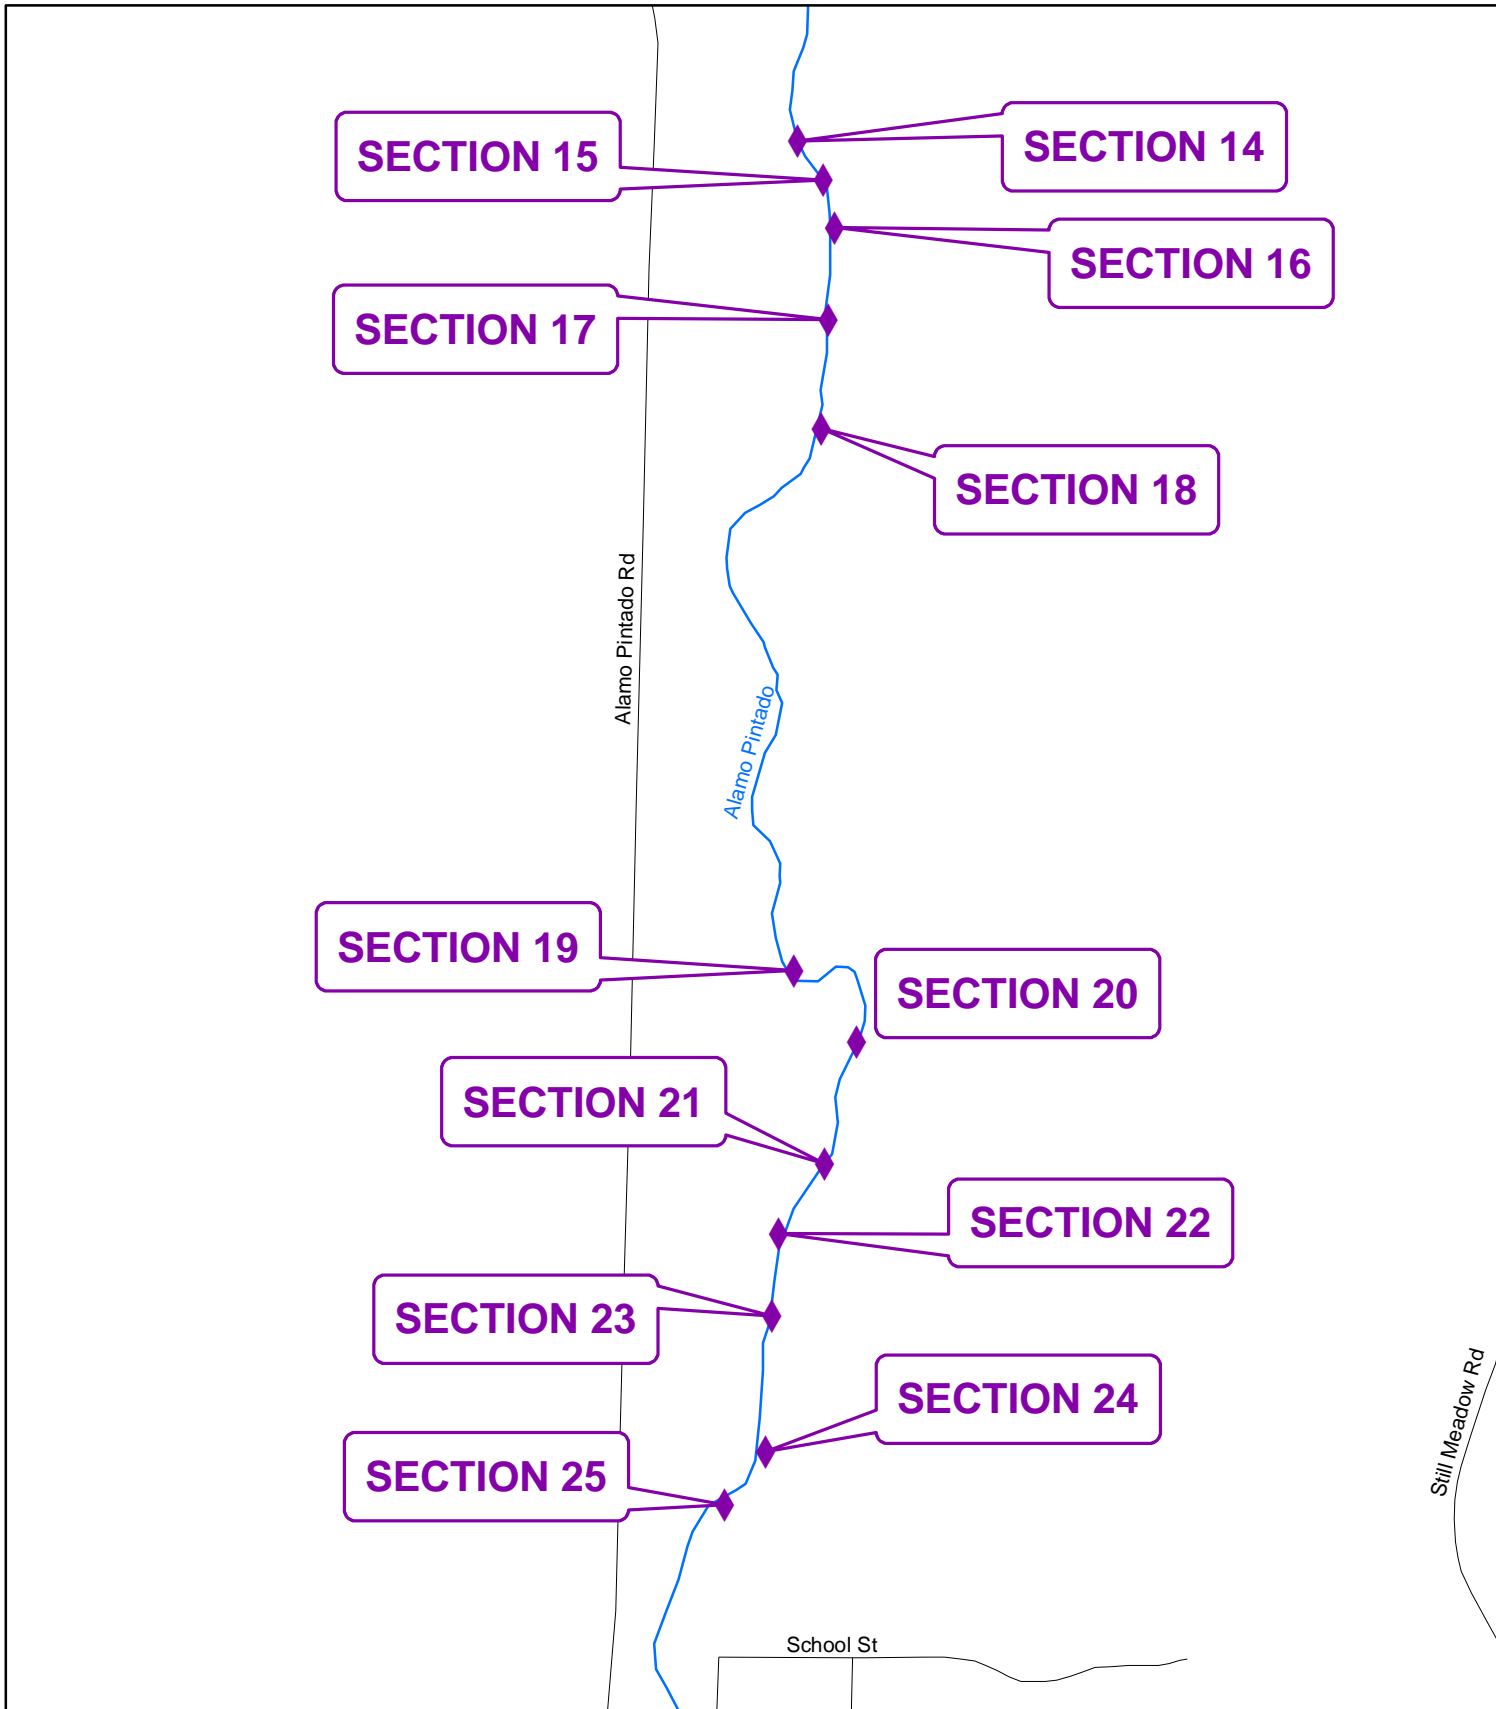 SECTION 14
SECTION 15
SECTION 16
SECTION 17
SECTION 18
Alamo Pintado Rd
Alamo Pintado
SECTION 19
SECTION 20
SECTION 21
SECTION 22
SECTION 23
SECTION 24
Still Meadow Rd
SECTION 25
School St